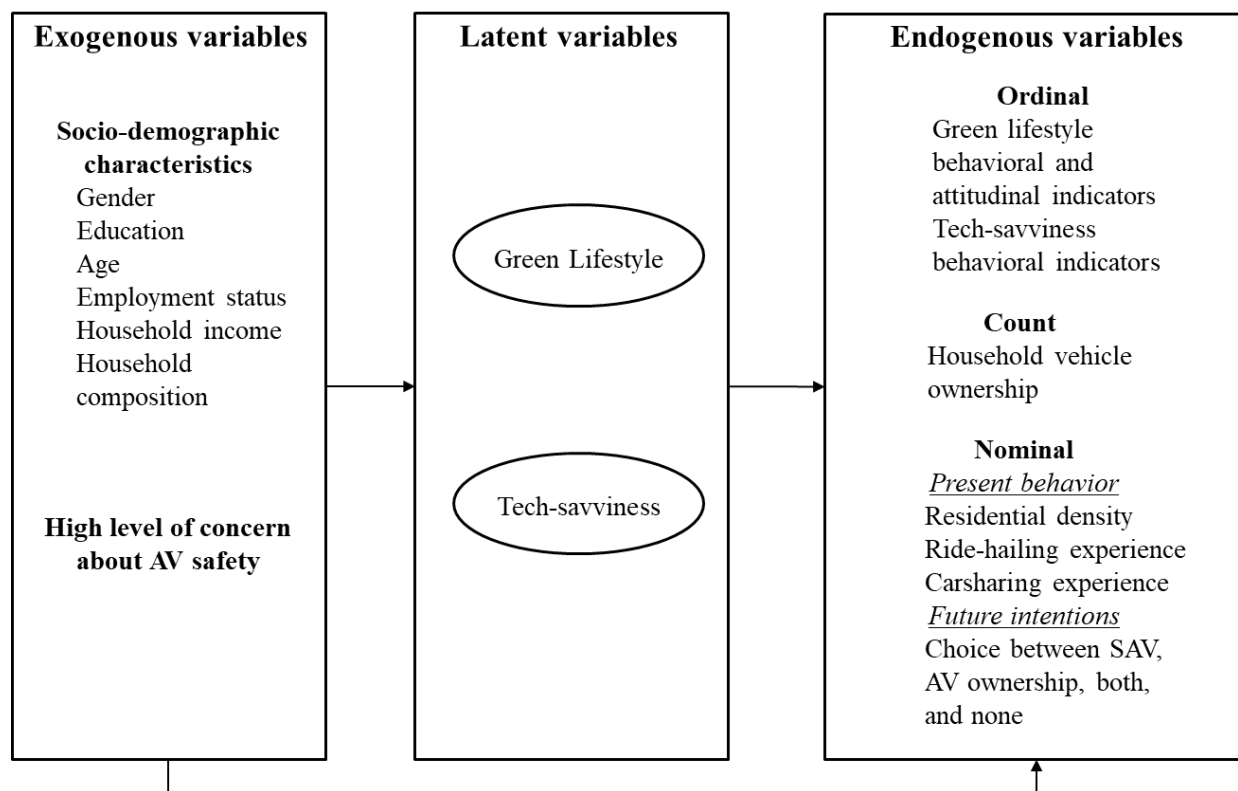 Exogenous variables
Socio-demographic
characteristics
Gender
Education
Age
Employment status
Household income
Household
composition
High level of concern
about AV safety
Latent variables
Green Lifestyle
Tech-savviness
Endogenous variables
Ordinal
Green lifestyle
behavioral and
attitudinal indicators
Tech-savviness
behavioral indicators
Count
Household vehicle
ownership
Nominal
Present behavior
Residential density
Ride-hailing experience
Carsharing experience
Future intentions
Choice between SAV,
AV ownership, both,
and none